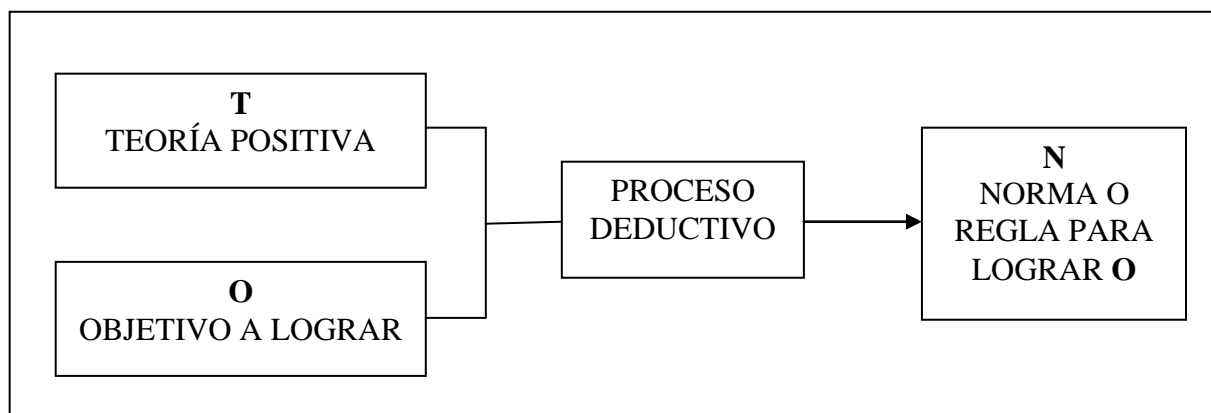 T
TEORÍA POSITIVA
O
OBJETIVO A LOGRAR
PROCESO
DEDUCTIVO
N
NORMA O
REGLA PARA
LOGRAR O